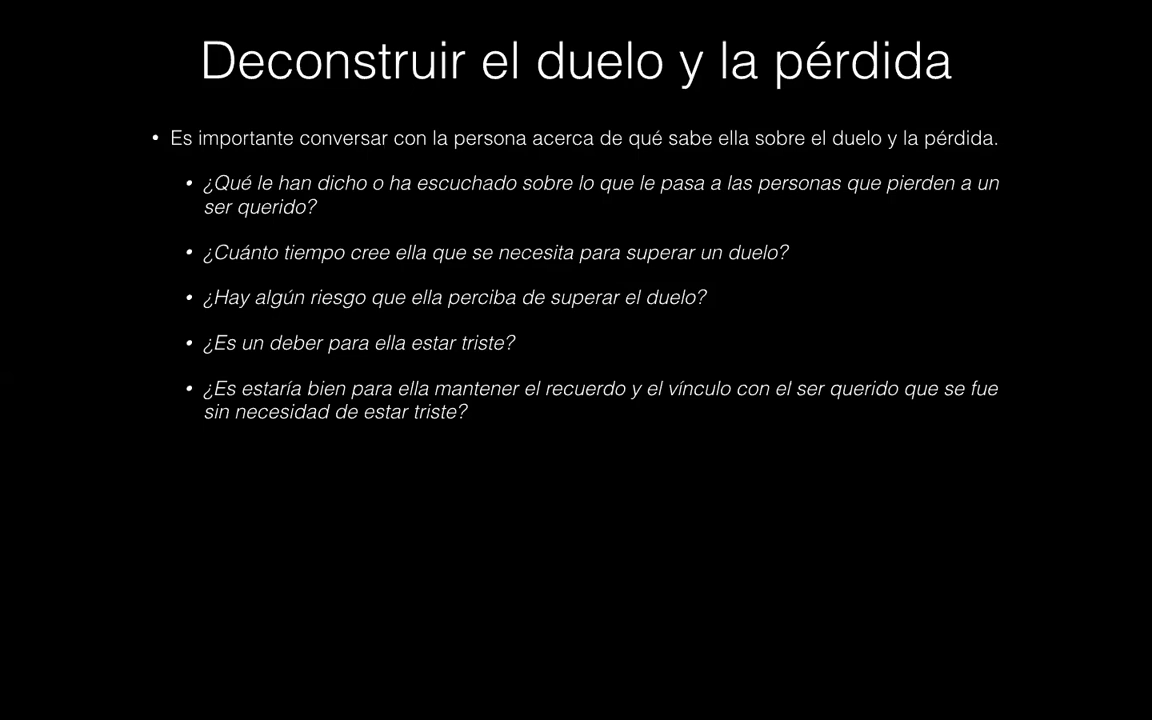 Deconstruir el duelo y la pérdida
• Es importante conversar con la persona acerca de qué sabe ella sobre el duelo y la pérdida.
• ¿Qué le han dicho o ha escuchado sobre lo que le pasa a las personas que pierden a un
ser querido?
• ¿Cuánto tiempo cree ella que se necesita para superar un duelo?
• ¿Hay algún riesgo que ella perciba de superar el duelo?
• ¿Es un deber para ella estar triste?
• ¿Es estaría bien para ella mantener el recuerdo y el vínculo con el ser querido que se fue
sin necesidad de estar triste?